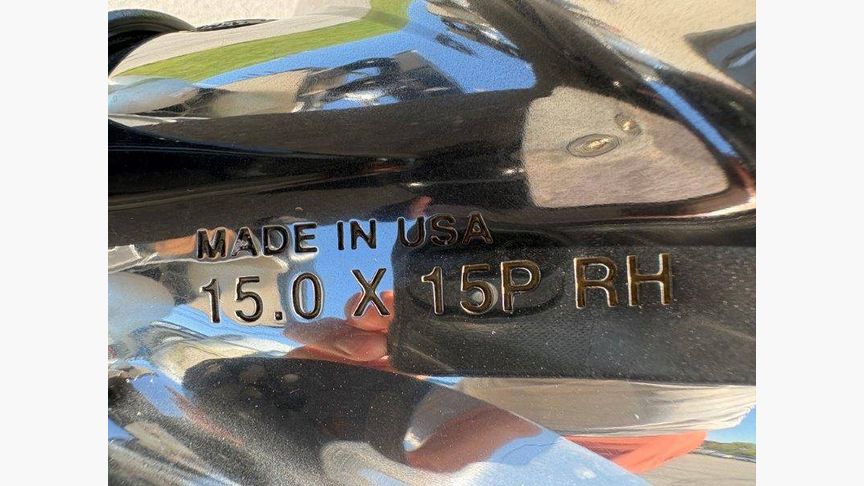 MADE IN USA
15.0 X 15P RH